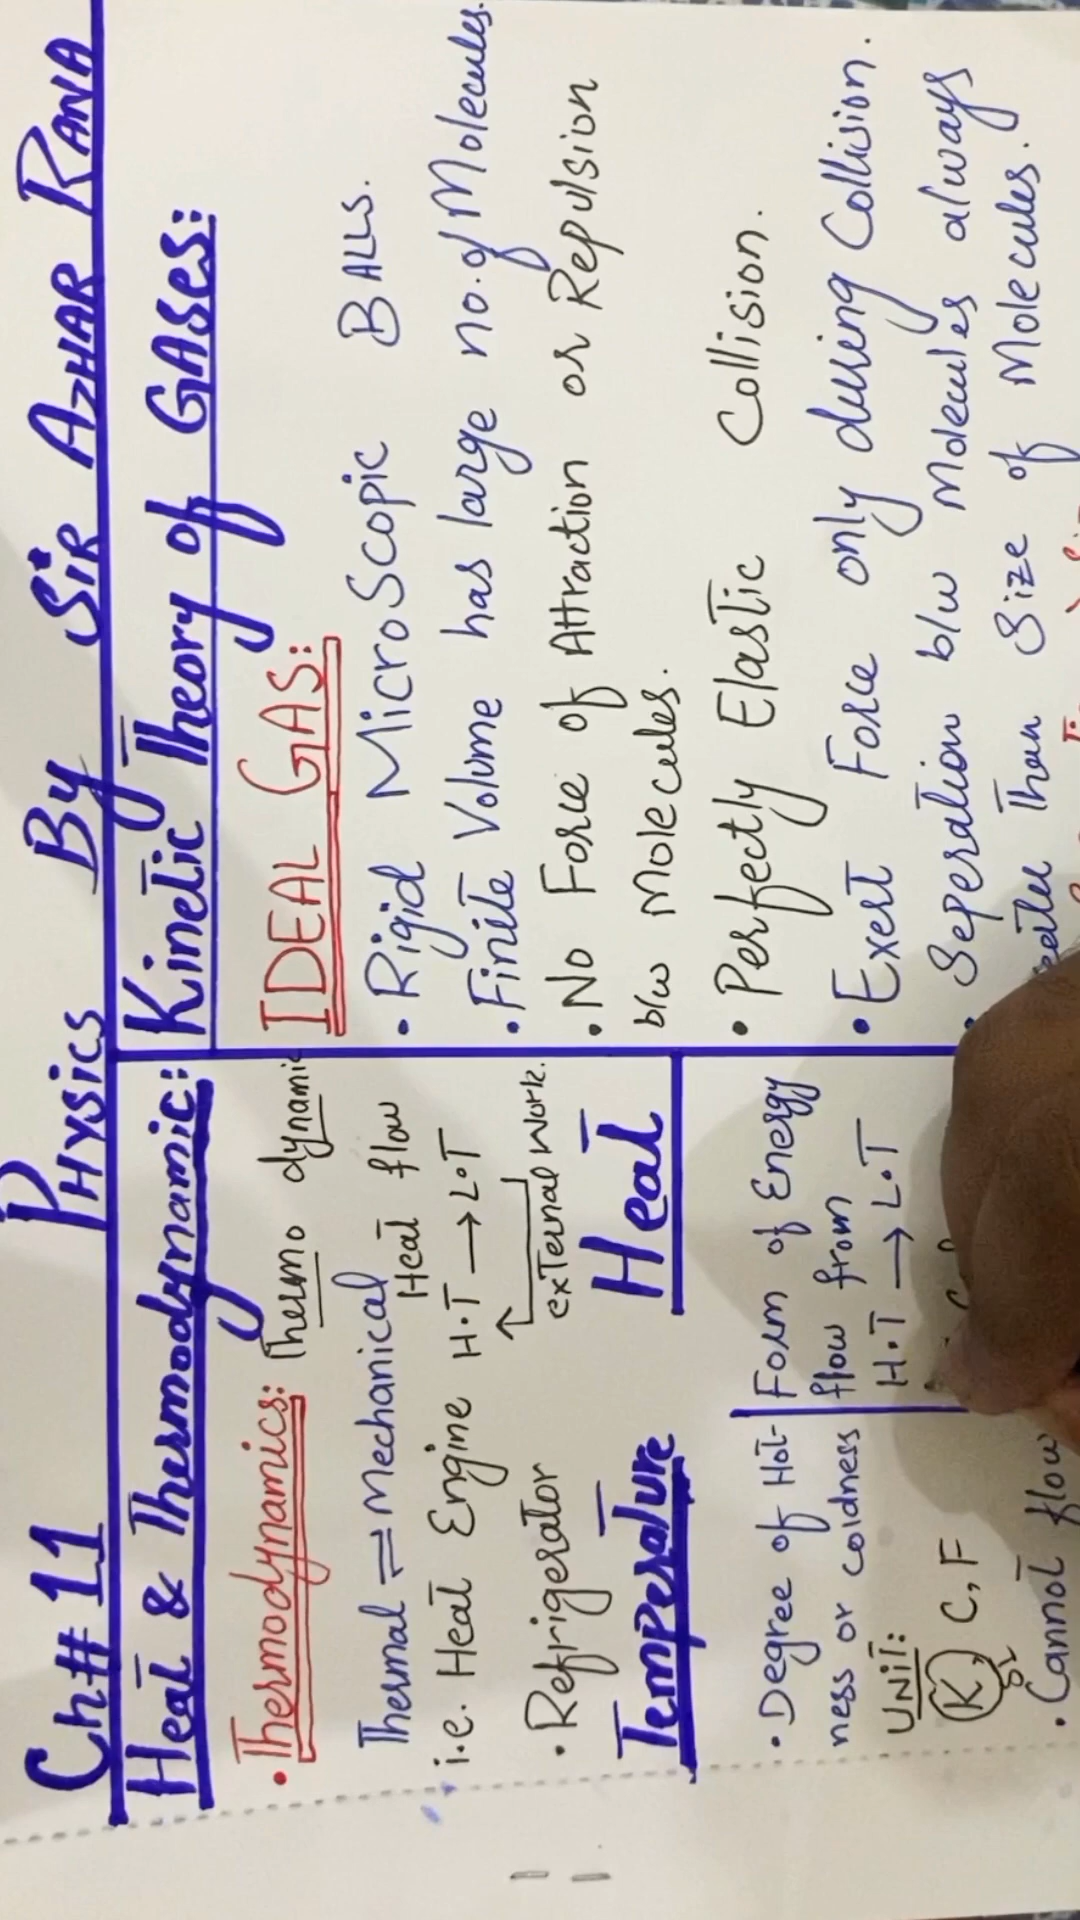 Ch# 11 Physics By Sir Azhar Rana
Heat & Thermodynamic:
• Thermodynamics: Thermo dynamic
Thermal ⇌ Mechanical
i.e. Heat Engine Heat flow
H.T → L.T
• Refrigerator external work.
Temperature Heat
• Degree of Hot-
ness or coldness
UNIT:
K, C, F
SI
• Cannot flow
Form of Energy
flow from
H.T → L.T
Kinetic Theory of GASes:
IDEAL GAS:
• Rigid MicroScopic BALLS.
• Finite Volume has large no. of Molecules.
• No Force of Attraction or Repulsion
b/w Molecules.
• Perfectly Elastic Collision.
• Exert Force only during Collision.
• Seperation b/w Molecules always
Than Size of Molecules.